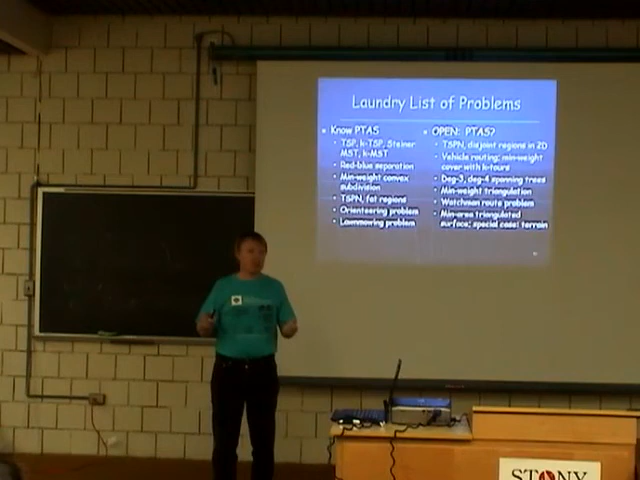 Laundry List of Problems
Know PTAS
TSP, k-TSP, Steiner
MST, k-MST
Red-blue separation
Min-weight convex
subdivision
TSPN, fat regions
Orienteering problem
Lawnmowing problem
OPEN: PTAS?
TSPN, disjoint regions in 2D
Vehicle routing; min-weight
cover with k-tours
Deg-3, deg-4 spanning trees
Min-weight triangulation
Watchman route problem
Min-area triangulated
surface; special case: terrain
STONY